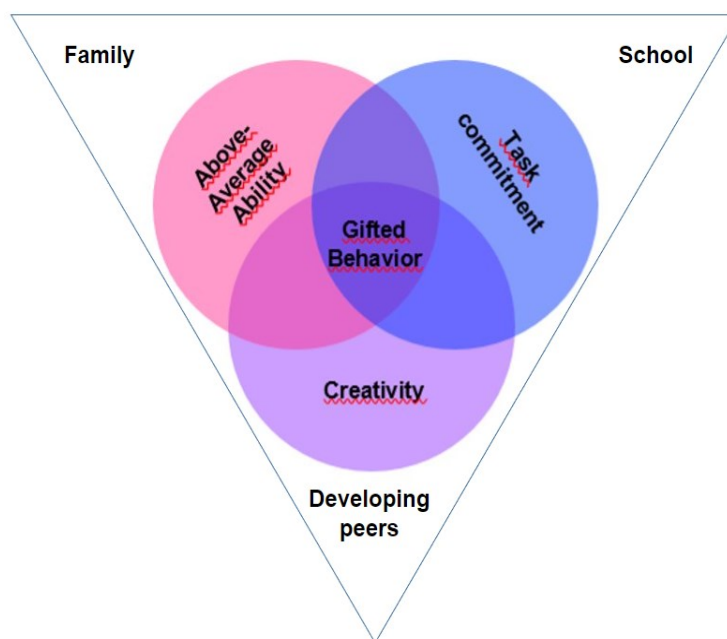 Family
School
Above-
Average
Ability
Task
commitment
Gifted
Behavior
Creativity
Developing
peers